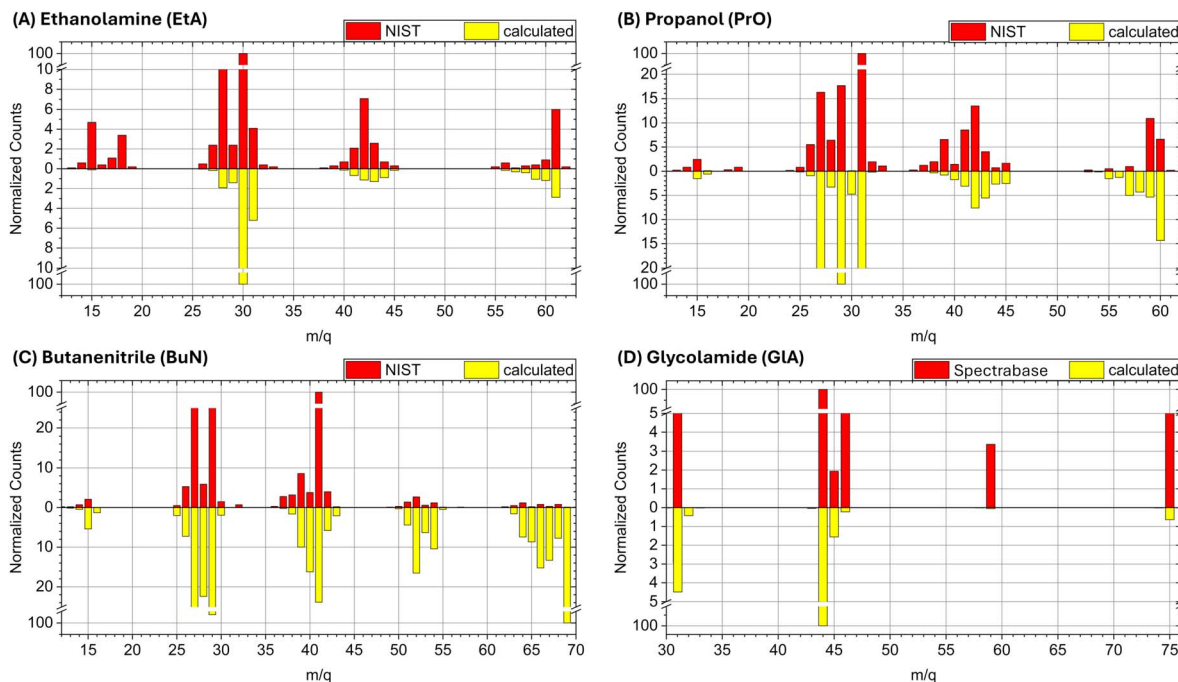 (A) Ethanolamine (EtA)
NIST calculated
Normalized Counts
100
10
8
6
4
2
0
2
4
6
8
10
100
15 20 25 30 35 40 45 50 55 60
m/q
(B) Propanol (PrO)
NIST calculated
Normalized Counts
100
20
15
10
5
0
5
10
15
20
100
15 20 25 30 35 40 45 50 55 60
m/q
(C) Butanenitrile (BuN)
NIST calculated
Normalized Counts
100
20
10
0
10
20
100
15 20 25 30 35 40 45 50 55 60 65 70
m/q
(D) Glycolamide (GlA)
Spectrabase calculated
Normalized Counts
100
5
4
3
2
1
0
1
2
3
4
5
100
30 35 40 45 50 55 60 65 70 75
m/q